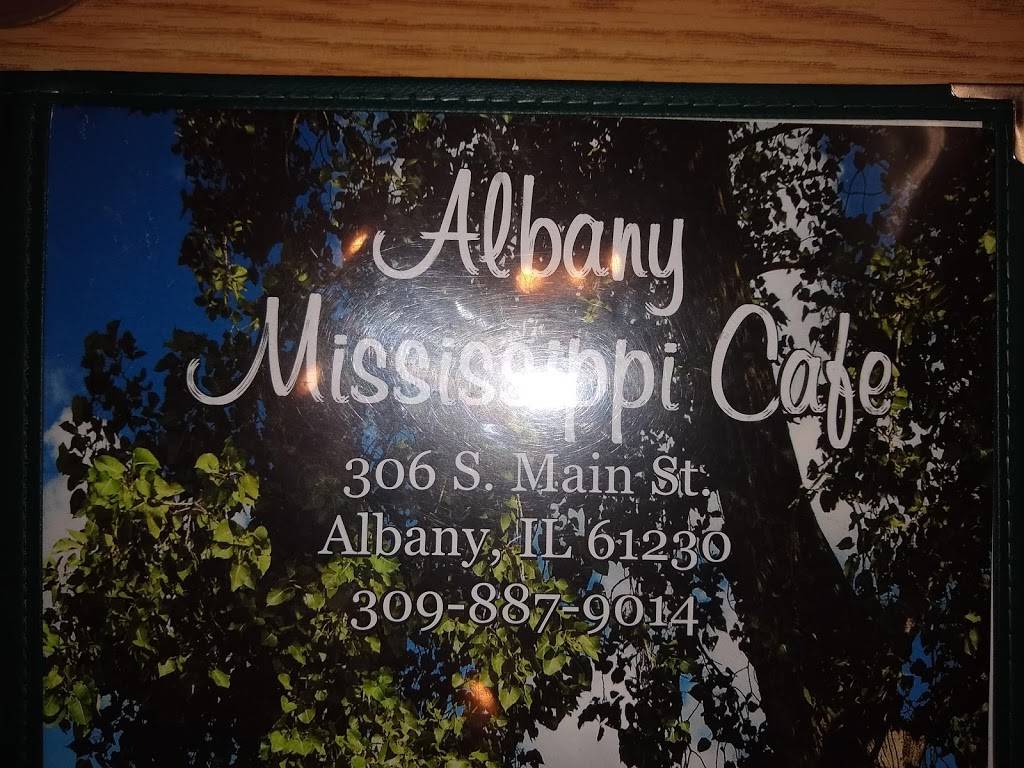 Albany
Mississippi Cafe
306 S. Main St.
Albany, IL 61230
309-887-9014